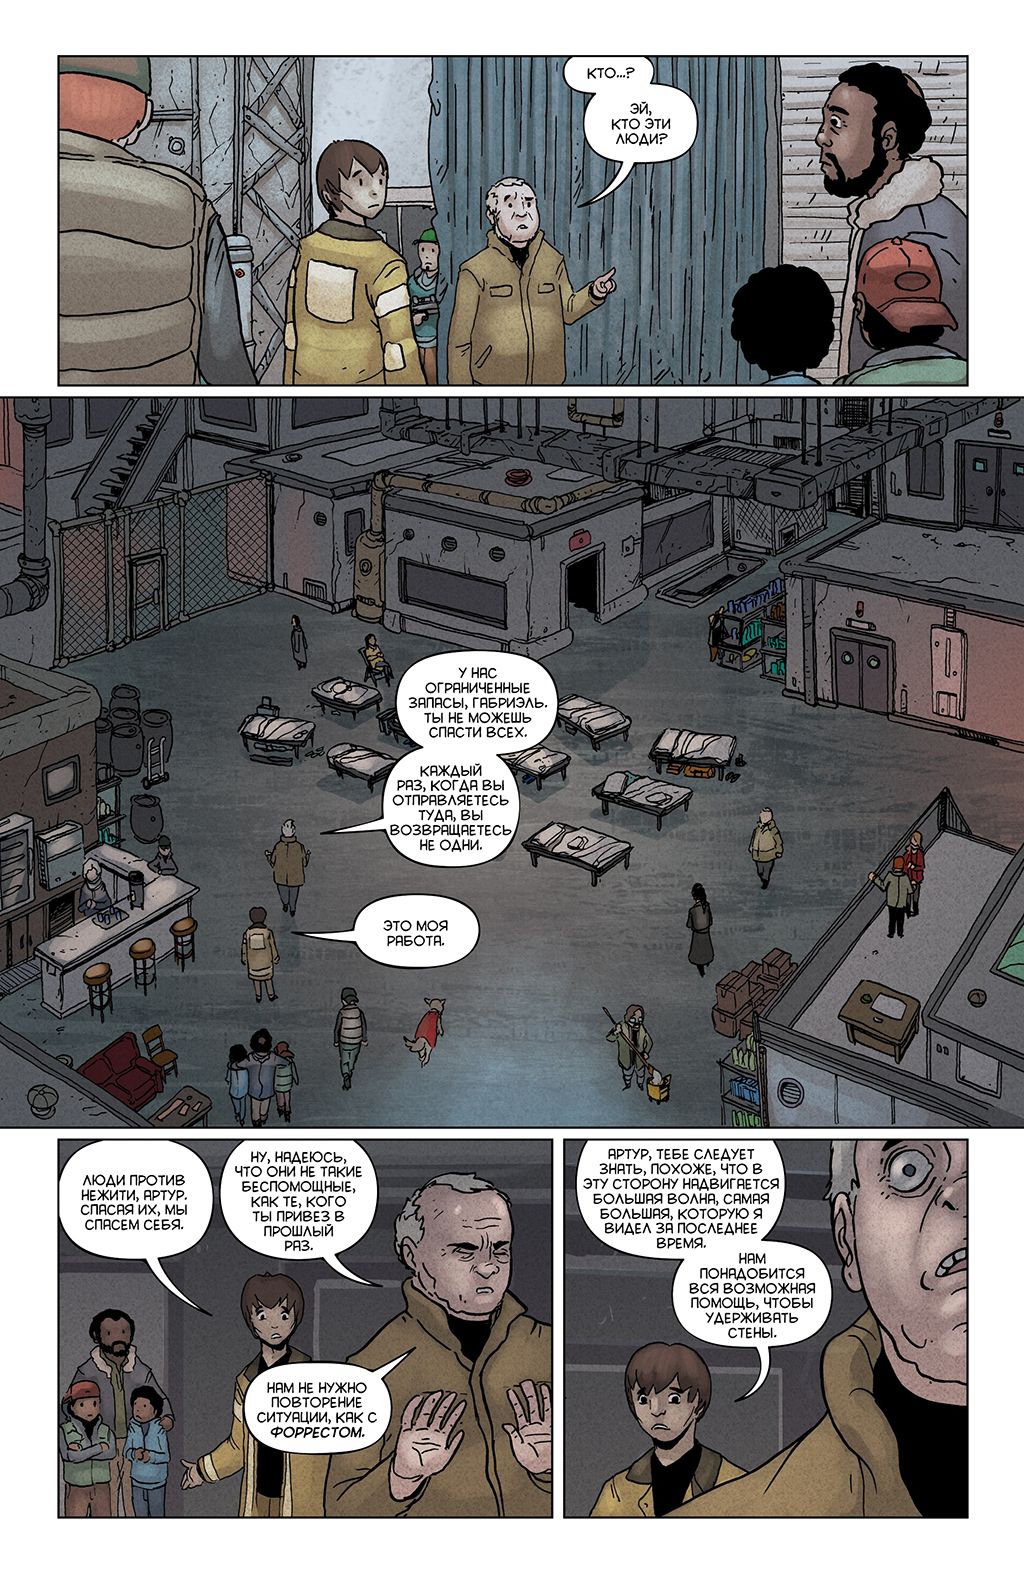 КТО...?
ЭЙ,
КТО ЭТИ
ЛЮДИ?
У НАС
ОГРАНИЧЕННЫЕ
ЗАПАСЫ, ГАБРИЭЛЬ.
ТЫ НЕ МОЖЕШЬ
СПАСТИ ВСЕХ.
КАЖДЫЙ
РАЗ, КОГДА ВЫ
ОТПРАВЛЯЕТЕСЬ
ТУДА, ВЫ
ВОЗВРАЩАЕТЕСЬ
НЕ ОДНИ.
ЭТО МОЯ
РАБОТА.
ЛЮДИ ПРОТИВ
НЕЖИТИ, АРТУР.
СПАСАЯ ИХ, МЫ
СПАСЕМ СЕБЯ.
НУ, НАДЕЮСЬ,
ЧТО ОНИ НЕ ТАКИЕ
БЕСПОМОЩНЫЕ,
КАК ТЕ, КОГО
ТЫ ПРИВЕЗ В
ПРОШЛЫЙ
РАЗ.
НАМ НЕ НУЖНО
ПОВТОРЕНИЕ
СИТУАЦИИ, КАК С
ФОРРЕСТОМ.
АРТУР, ТЕБЕ СЛЕДУЕТ
ЗНАТЬ, ПОХОЖЕ, ЧТО В
ЭТУ СТОРОНУ НАДВИГАЕТСЯ
БОЛЬШАЯ ВОЛНА, САМАЯ
БОЛЬШАЯ, КОТОРУЮ Я
ВИДЕЛ ЗА ПОСЛЕДНЕЕ
ВРЕМЯ.
НАМ
ПОНАДОБИТСЯ
ВСЯ ВОЗМОЖНАЯ
ПОМОЩЬ, ЧТОБЫ
УДЕРЖИВАТЬ
СТЕНЫ.